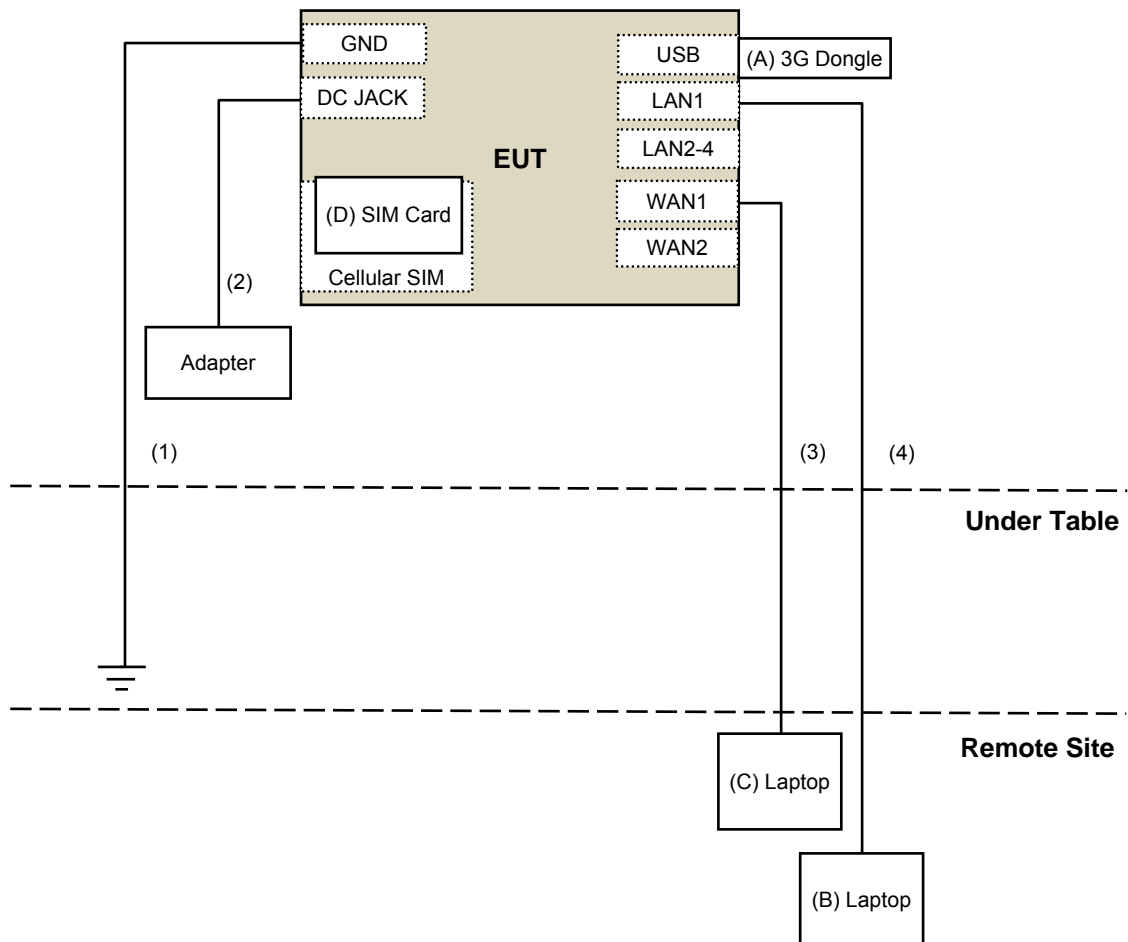 GND
USB
(A) 3G Dongle
DC JACK
LAN1
EUT
LAN2-4
(D) SIM Card
WAN1
WAN2
Cellular SIM
(2)
Adapter
(1)
(3)
(4)
Under Table
Remote Site
(C) Laptop
(B) Laptop